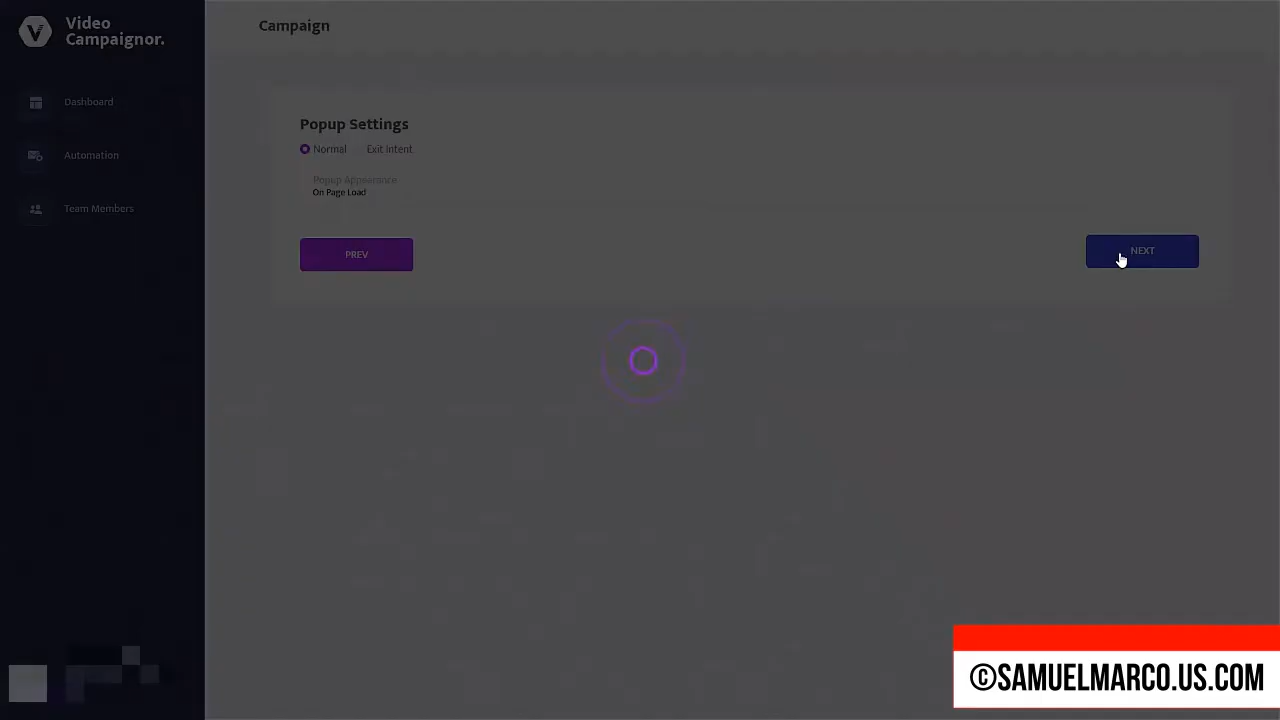 Video
Campaignor.
Campaign
Dashboard
Automation
Team Members
Popup Settings
Normal
Exit Intent
Popup Appearance
On Page Load
PREV
NEXT
©SAMUELMARCO.US.COM